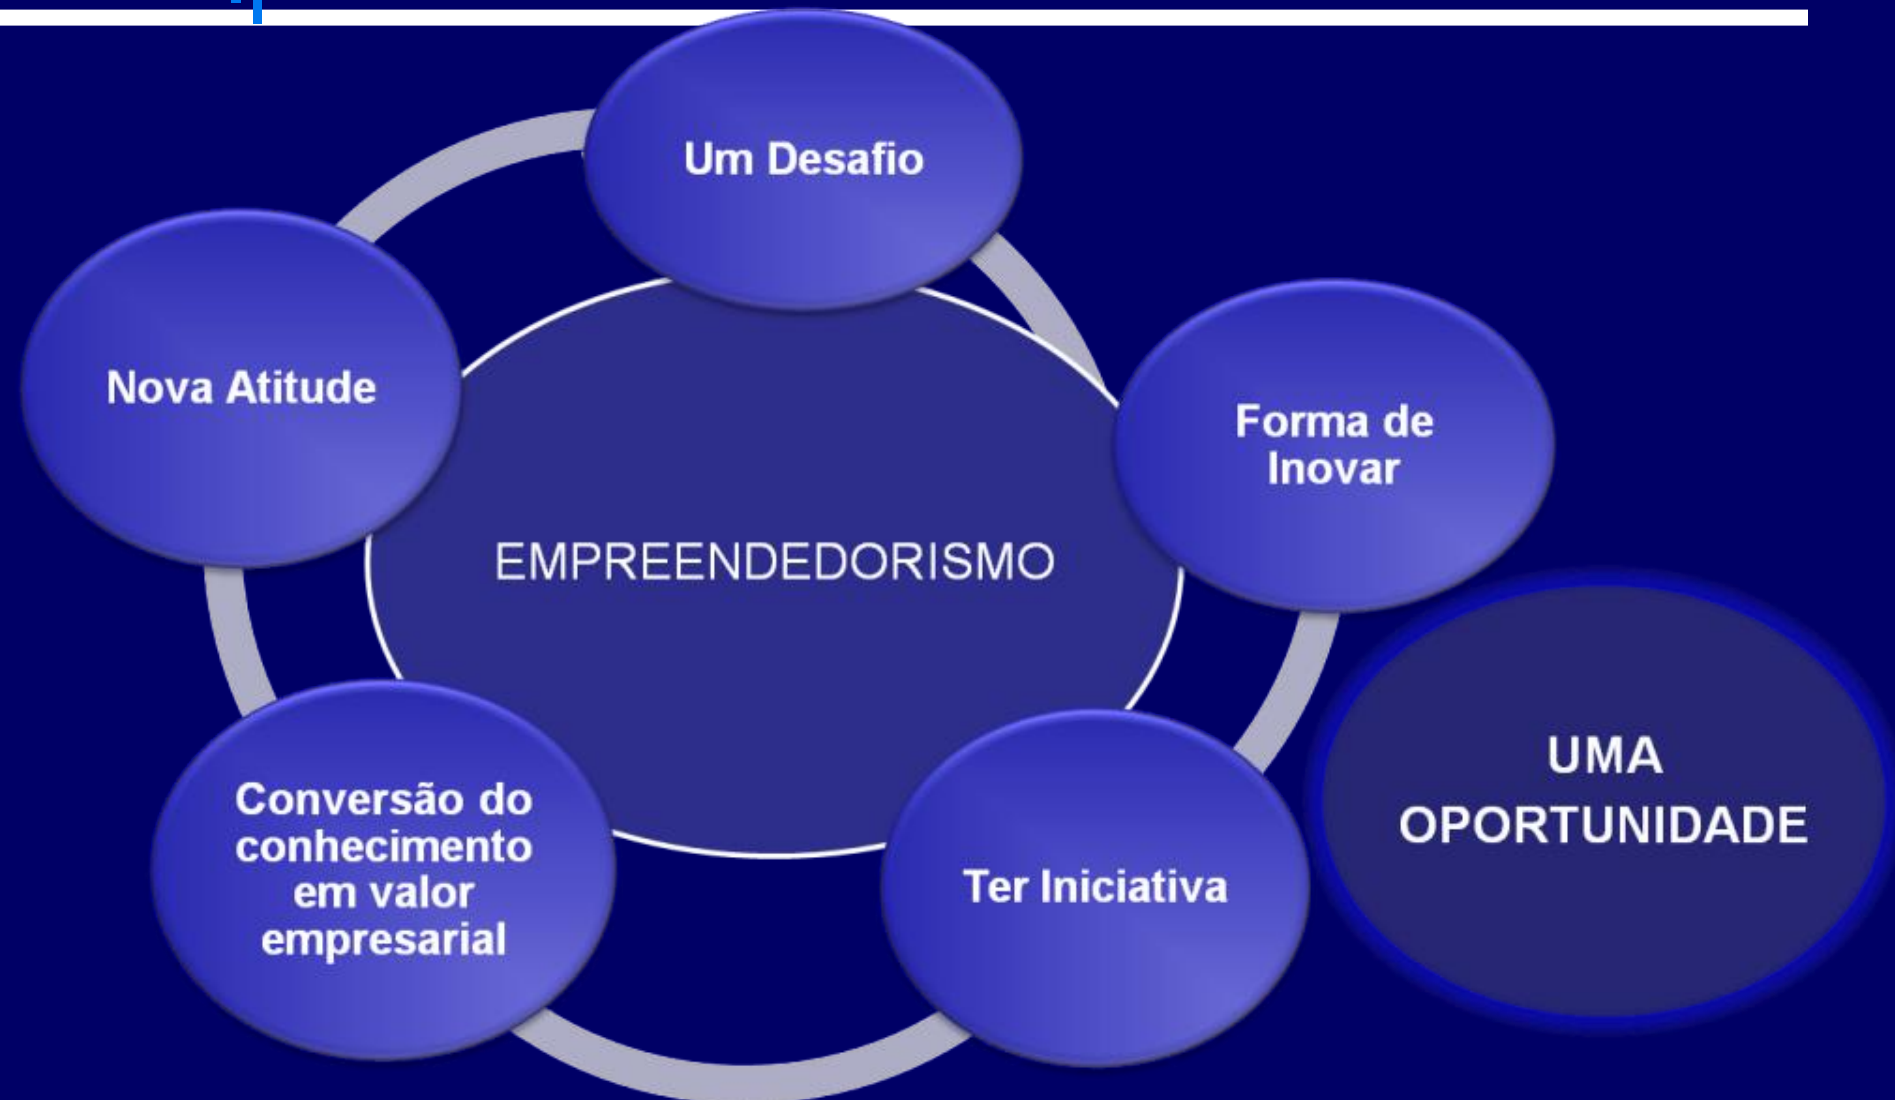 Um Desafio
Nova Atitude
Forma de
Inovar
EMPREENDEDORISMO
UMA
OPORTUNIDADE
Conversão do
conhecimento
em valor
empresarial
Ter Iniciativa